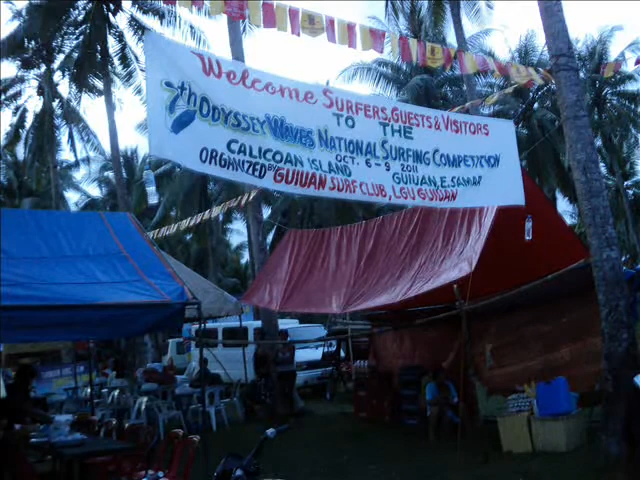 Welcome SURFERS, GUESTS & VISITORS
TO THE
7th ODYSSEY WAVES NATIONAL SURFING COMPETITION
OCT. 6-9 2011
CALICOAN ISLAND GUIUAN, E. SAMAR
ORGANIZED BY GUIUAN SURF CLUB, LGU GUIUAN